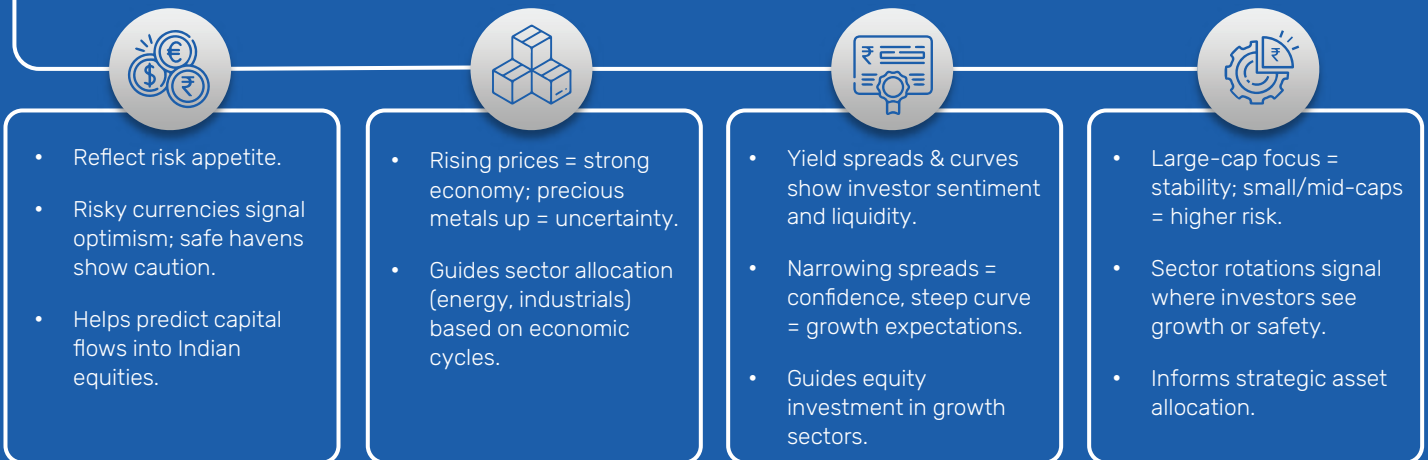 €
$
₹
• Reflect risk appetite.
• Risky currencies signal
optimism; safe havens
show caution.
• Helps predict capital
flows into Indian
equities.
• Rising prices = strong
economy; precious
metals up = uncertainty.
• Guides sector allocation
(energy, industrials)
based on economic
cycles.
₹
• Yield spreads & curves
show investor sentiment
and liquidity.
• Narrowing spreads =
confidence, steep curve
= growth expectations.
• Guides equity
investment in growth
sectors.
₹
• Large-cap focus =
stability; small/mid-caps
= higher risk.
• Sector rotations signal
where investors see
growth or safety.
• Informs strategic asset
allocation.